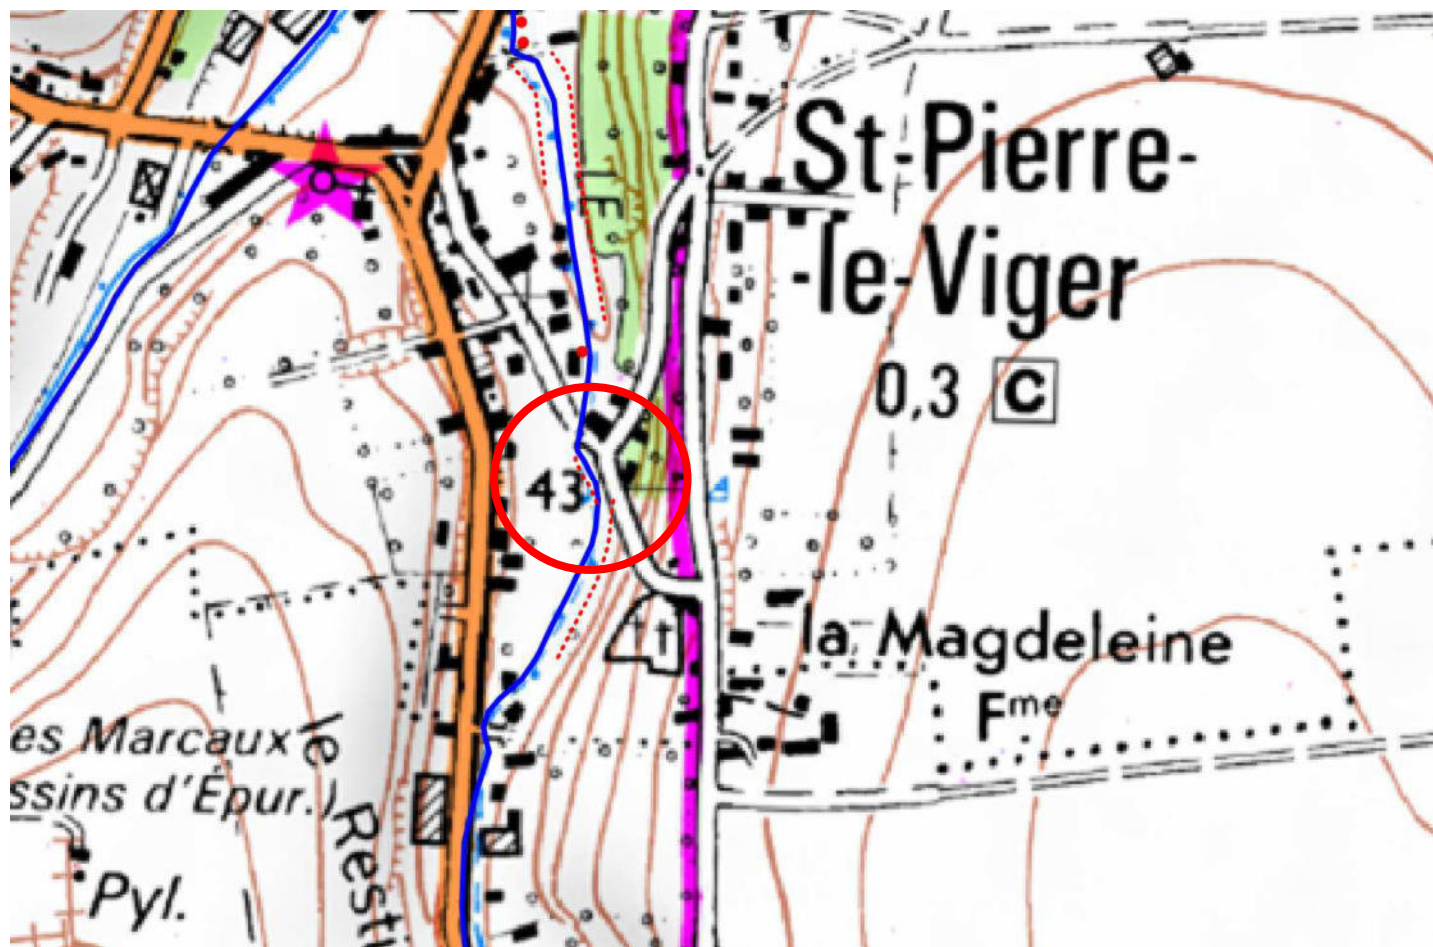 St-Pierre-
-le-Viger
0,3 C
43
la Magdeleine
Fme
es Marcaux
ssins d'Épur.)
le
Resti
Pyl.